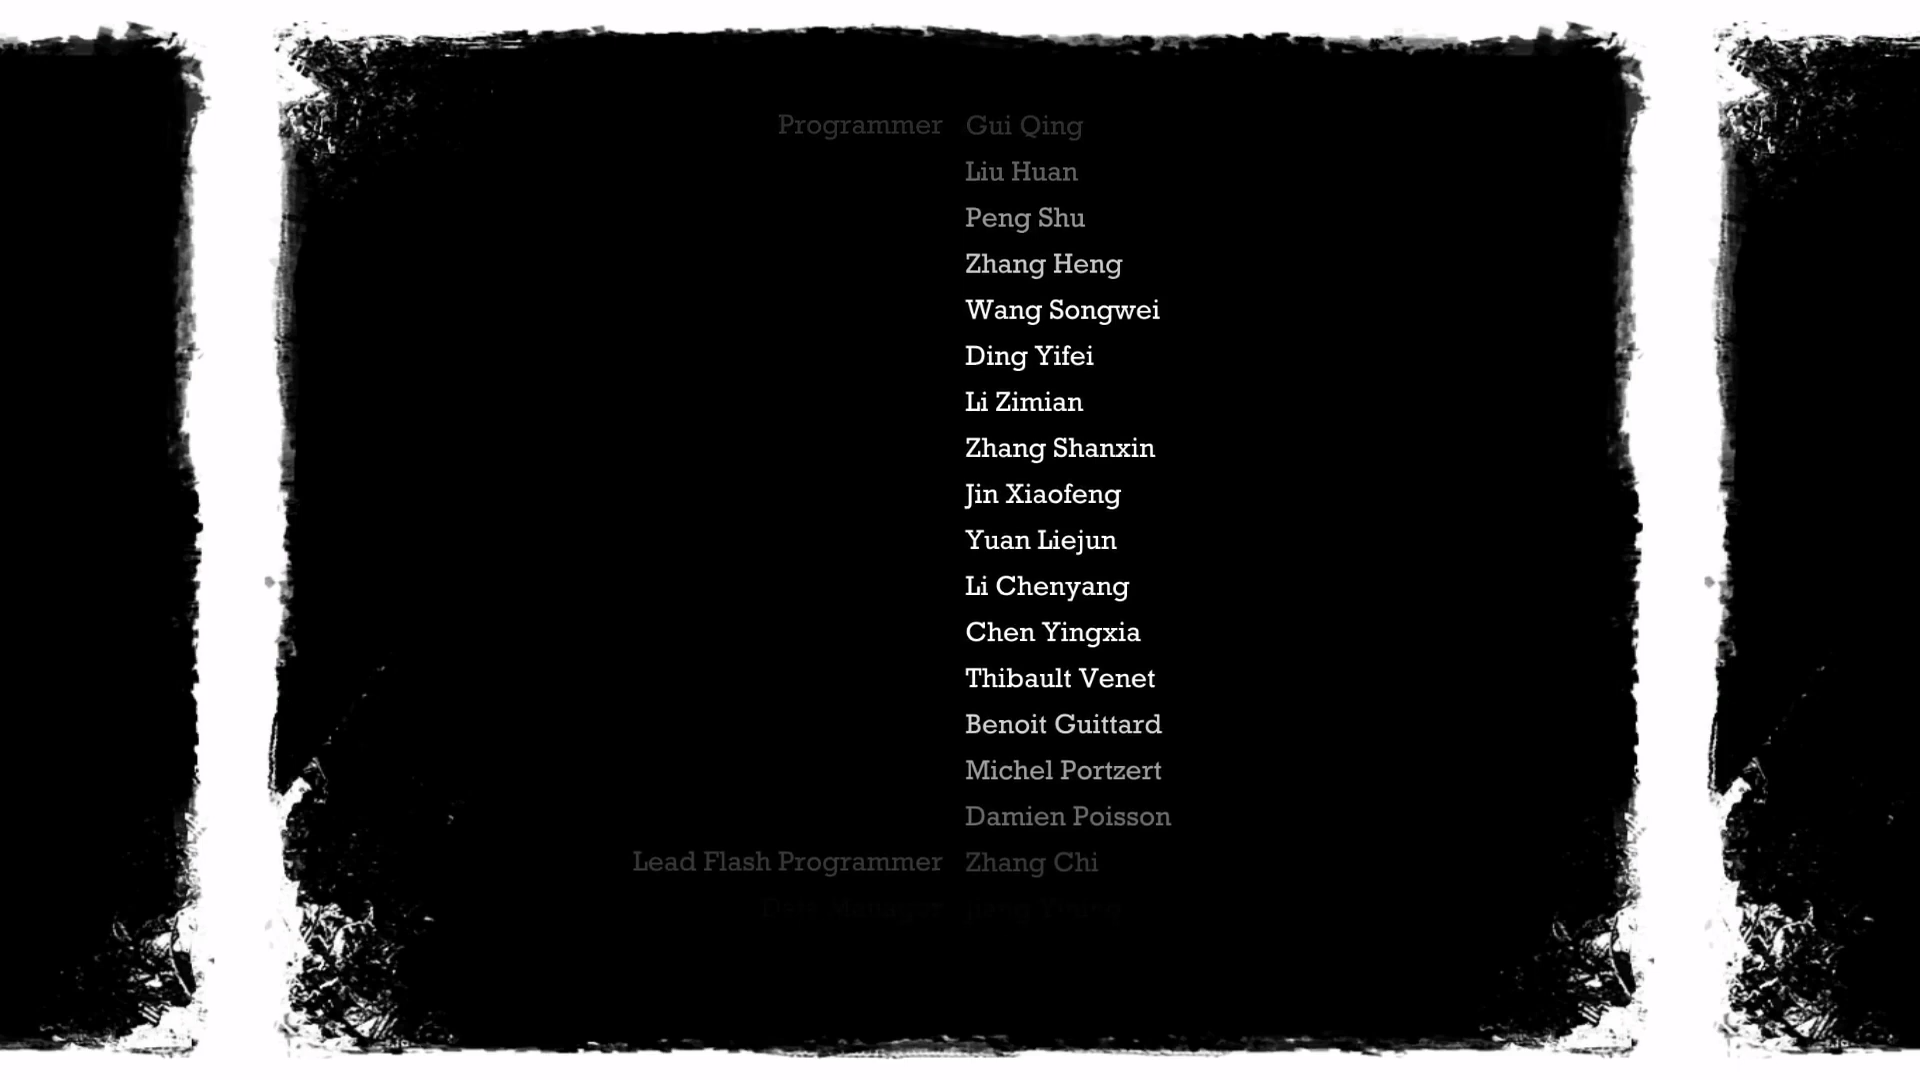 Programmer Gui Qing
Liu Huan
Peng Shu
Zhang Heng
Wang Songwei
Ding Yifei
Li Zimian
Zhang Shanxin
Jin Xiaofeng
Yuan Liejun
Li Chenyang
Chen Yingxia
Thibault Venet
Benoit Guittard
Michel Portzert
Damien Poisson
Lead Flash Programmer Zhang Chi
Data Manager